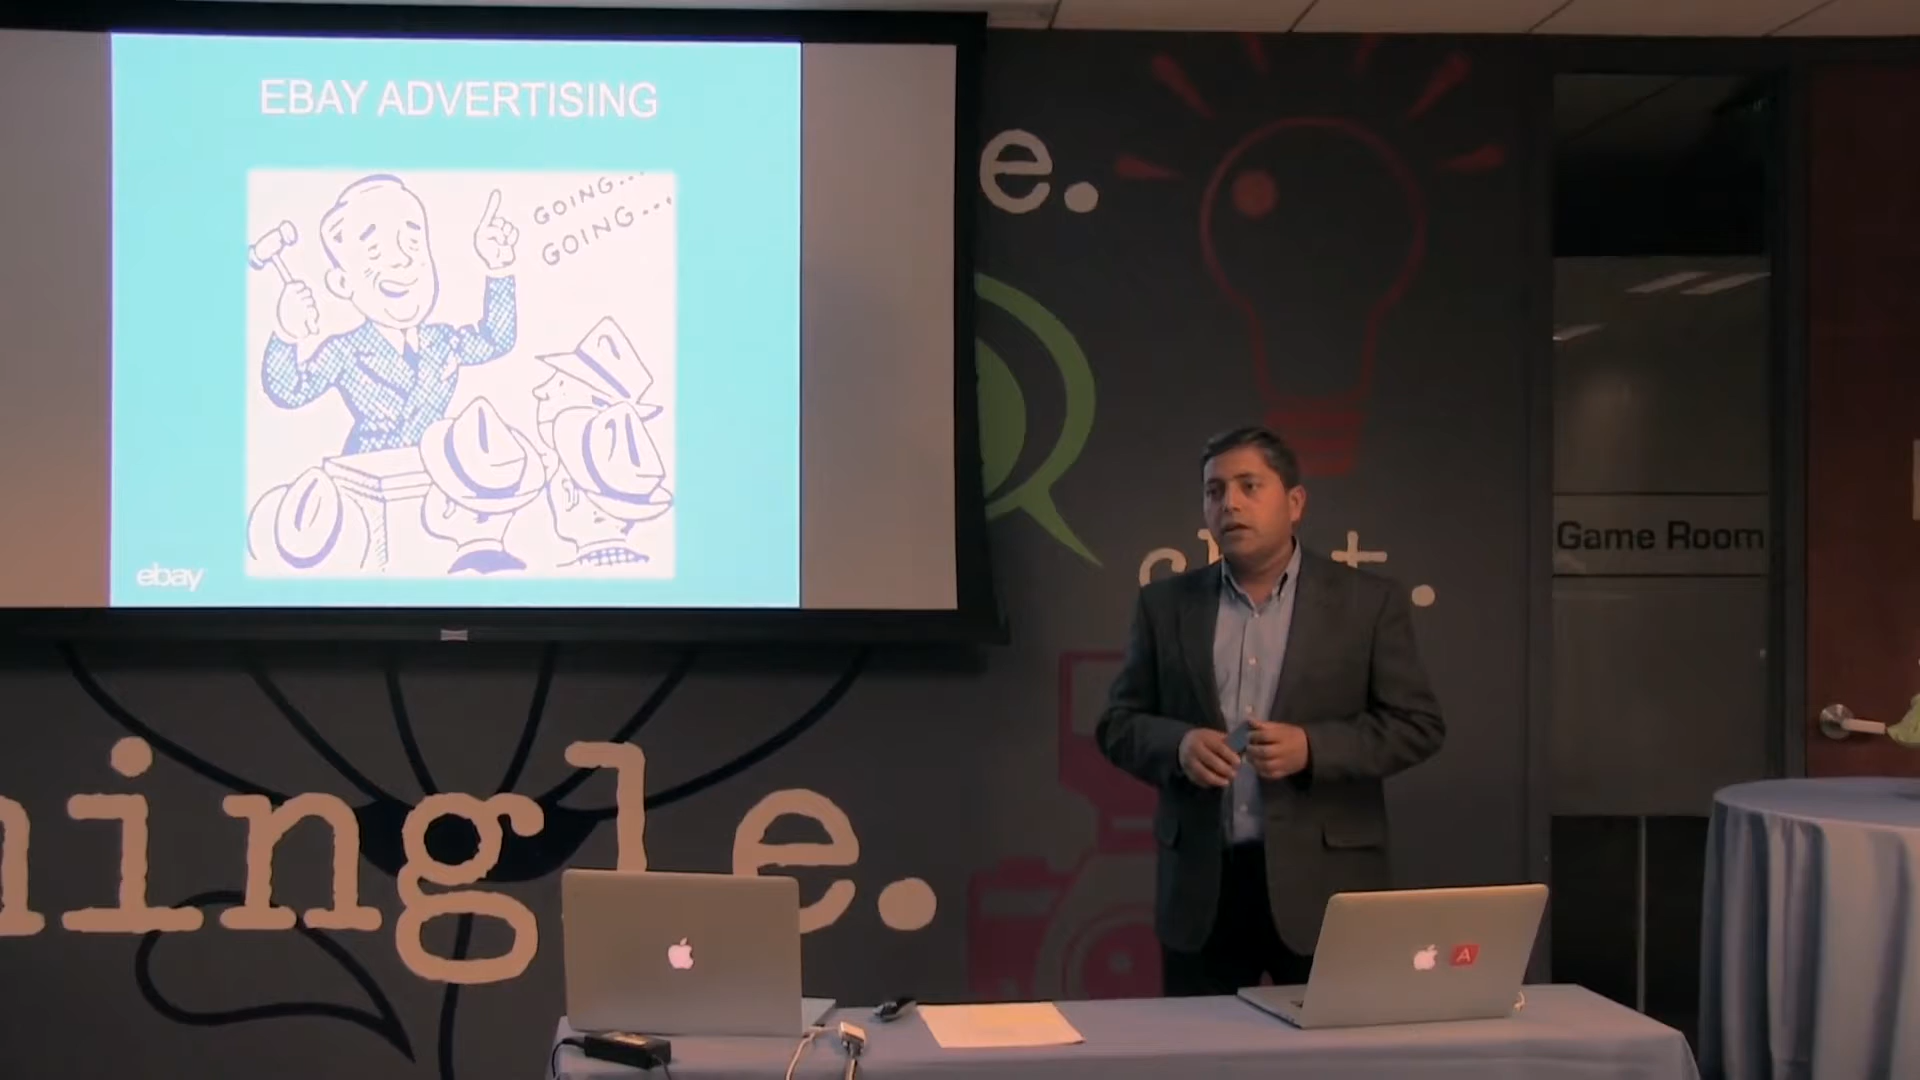 EBAY ADVERTISING
GOING...
GOING...
ebay
e.
Game Room
ingle.
A